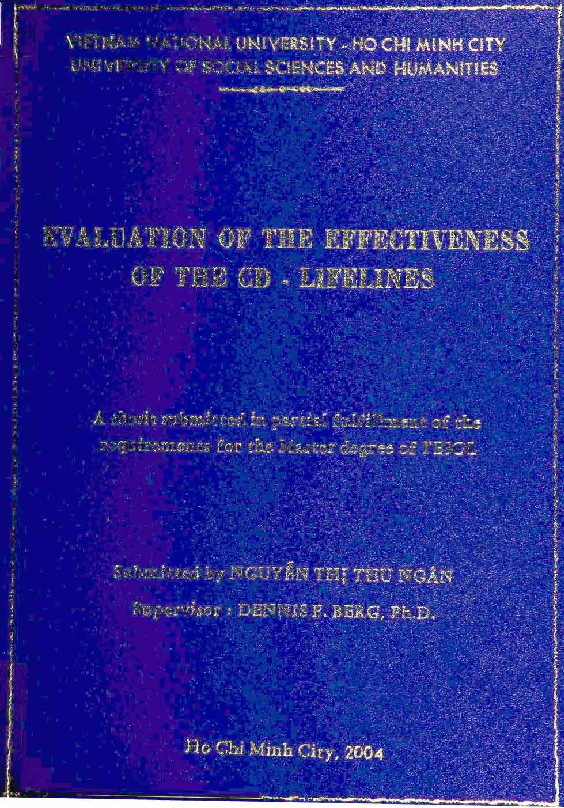 VIETNAM NATIONAL UNIVERSITY - HO CHI MINH CITY
UNIVERSITY OF SOCIAL SCIENCES AND HUMANITIES
EVALUATION OF THE EFFECTIVENESS
OF THE CD - LIFELINES
A thesis submitted in partial fulfillment of the
requirements for the Master degree of TESOL
Submitted by NGUYỄN THỊ THU NGÂN
Supervisor : DENNIS F. BERG, Ph.D.
Ho Chi Minh City, 2004